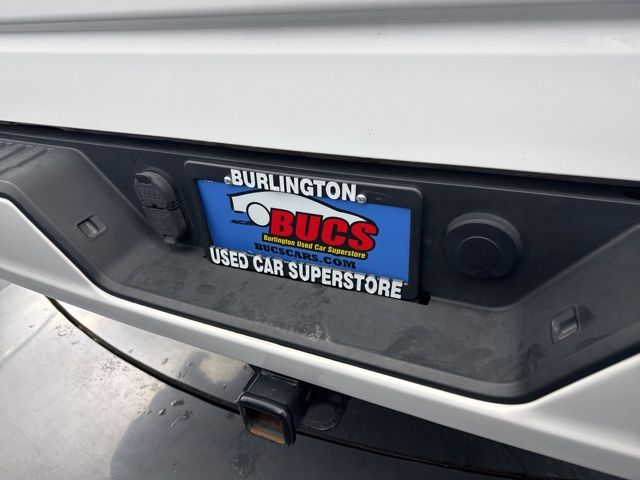 BURLINGTON
BUCS
Burlington Used Car Superstore
BUCSCARS.COM
USED CAR SUPERSTORE